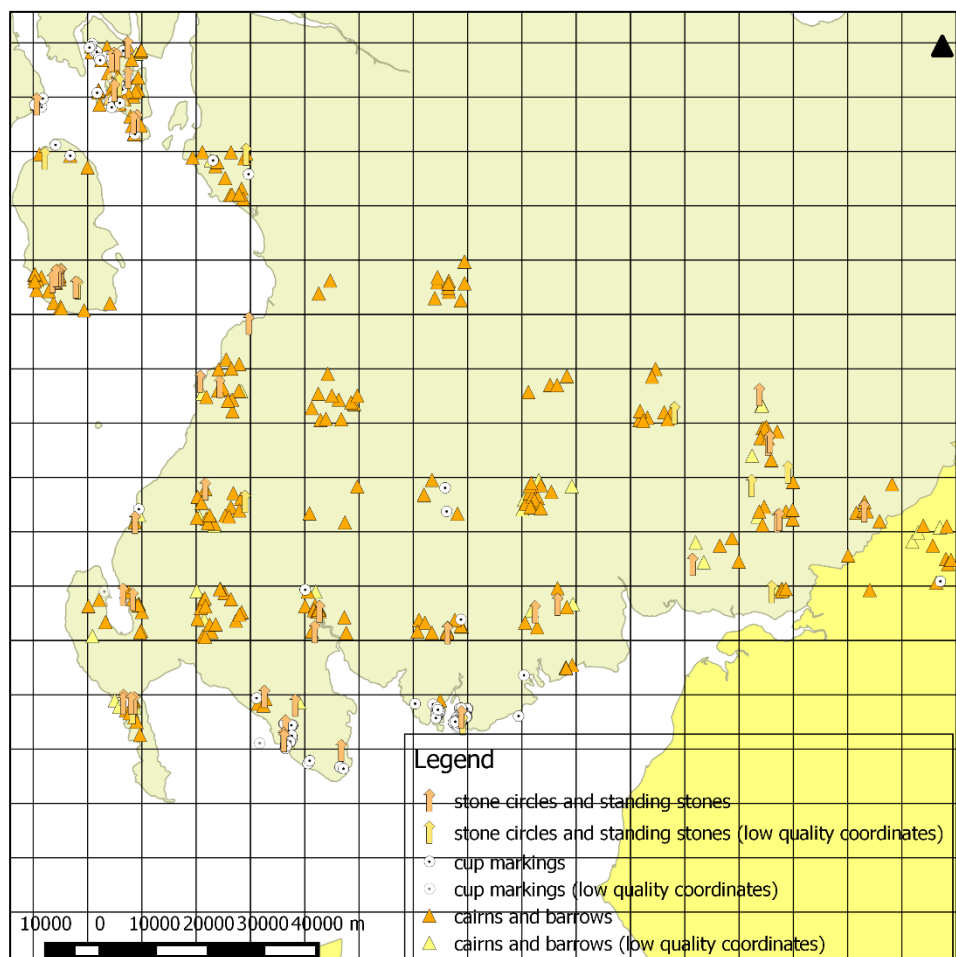 Legend
stone circles and standing stones
stone circles and standing stones (low quality coordinates)
cup markings
cup markings (low quality coordinates)
cairns and barrows
cairns and barrows (low quality coordinates)
10000 0 10000 20000 30000 40000 m